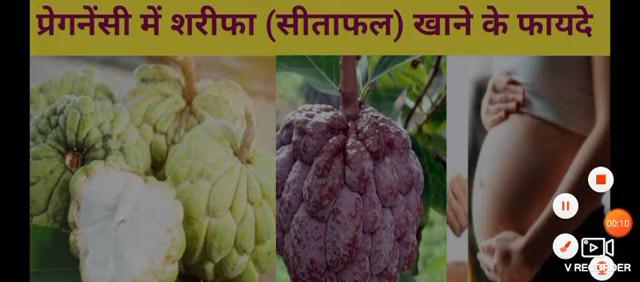 प्रेगनेंसी में शरीफा (सीताफल) खाने के फायदे
00:10
V RECORDER